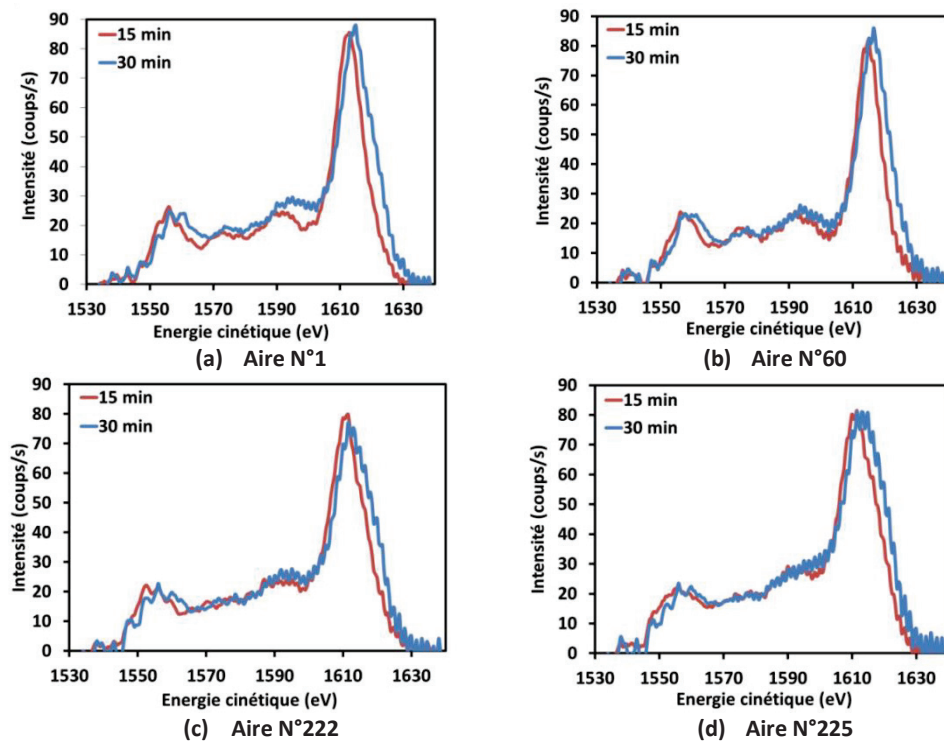 90
80
70
60
50
40
30
20
10
0
Intensité (coups/s)
15 min
30 min
1530 1550 1570 1590 1610 1630
Energie cinétique (eV)
(a) Aire N°1
90
80
70
60
50
40
30
20
10
0
Intensité (coups/s)
15 min
30 min
1530 1550 1570 1590 1610 1630
Energie cinétique (eV)
(b) Aire N°60
90
80
70
60
50
40
30
20
10
0
Intensité (coups/s)
15 min
30 min
1530 1550 1570 1590 1610 1630
Energie cinétique (eV)
(c) Aire N°222
90
80
70
60
50
40
30
20
10
0
Intensité (coups/s)
15 min
30 min
1530 1550 1570 1590 1610 1630
Energie cinétique (eV)
(d) Aire N°225